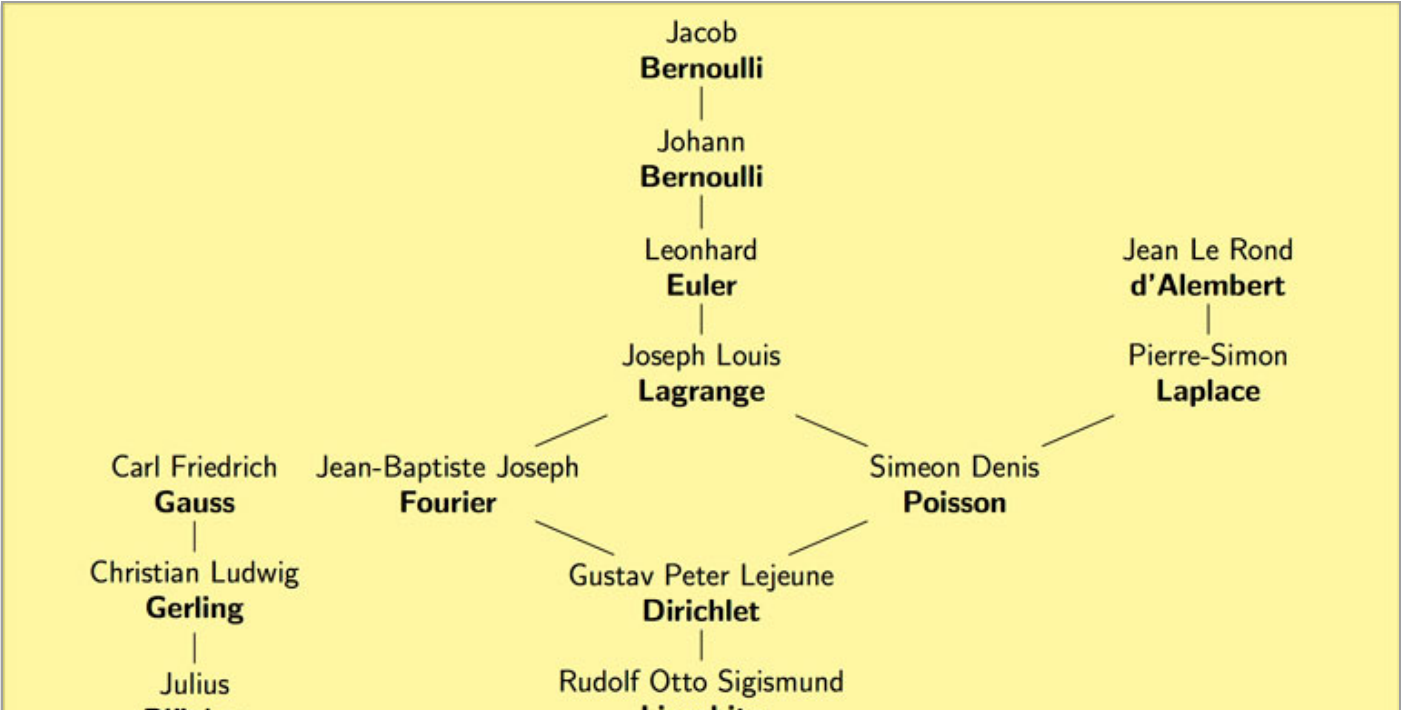 Jacob
Bernoulli
Johann
Bernoulli
Leonhard
Euler
Jean Le Rond
d'Alembert
Joseph Louis
Lagrange
Pierre-Simon
Laplace
Carl Friedrich
Gauss
Jean-Baptiste Joseph
Fourier
Simeon Denis
Poisson
Christian Ludwig
Gerling
Gustav Peter Lejeune
Dirichlet
Julius
Rudolf Otto Sigismund